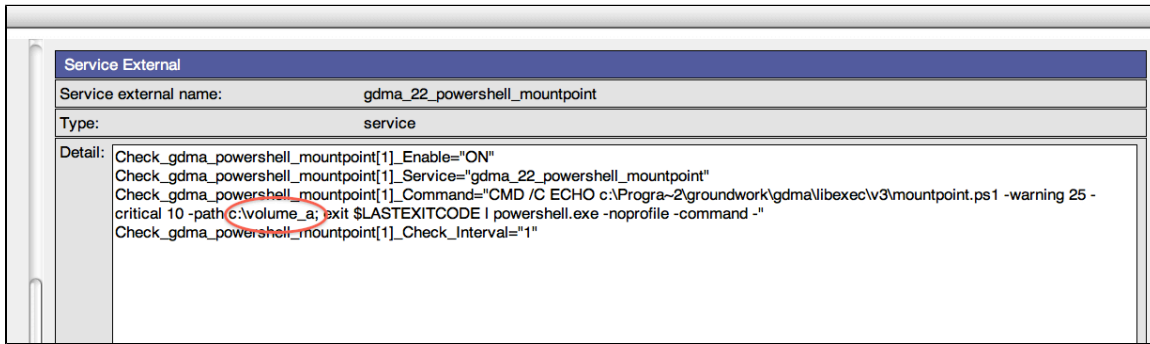 Service External
Service external name: gdma_22_powershell_mountpoint
Type: service
Detail: Check_gdma_powershell_mountpoint[1]_Enable="ON"
Check_gdma_powershell_mountpoint[1]_Service="gdma_22_powershell_mountpoint"
Check_gdma_powershell_mountpoint[1]_Command="CMD /C ECHO c:\Progra~2\groundwork\gdma\libexec\v3\mountpoint.ps1 -warning 25 -
critical 10 -path c:\volume_a; exit $LASTEXITCODE | powershell.exe -noprofile -command -"
Check_gdma_powershell_mountpoint[1]_Check_Interval="1"